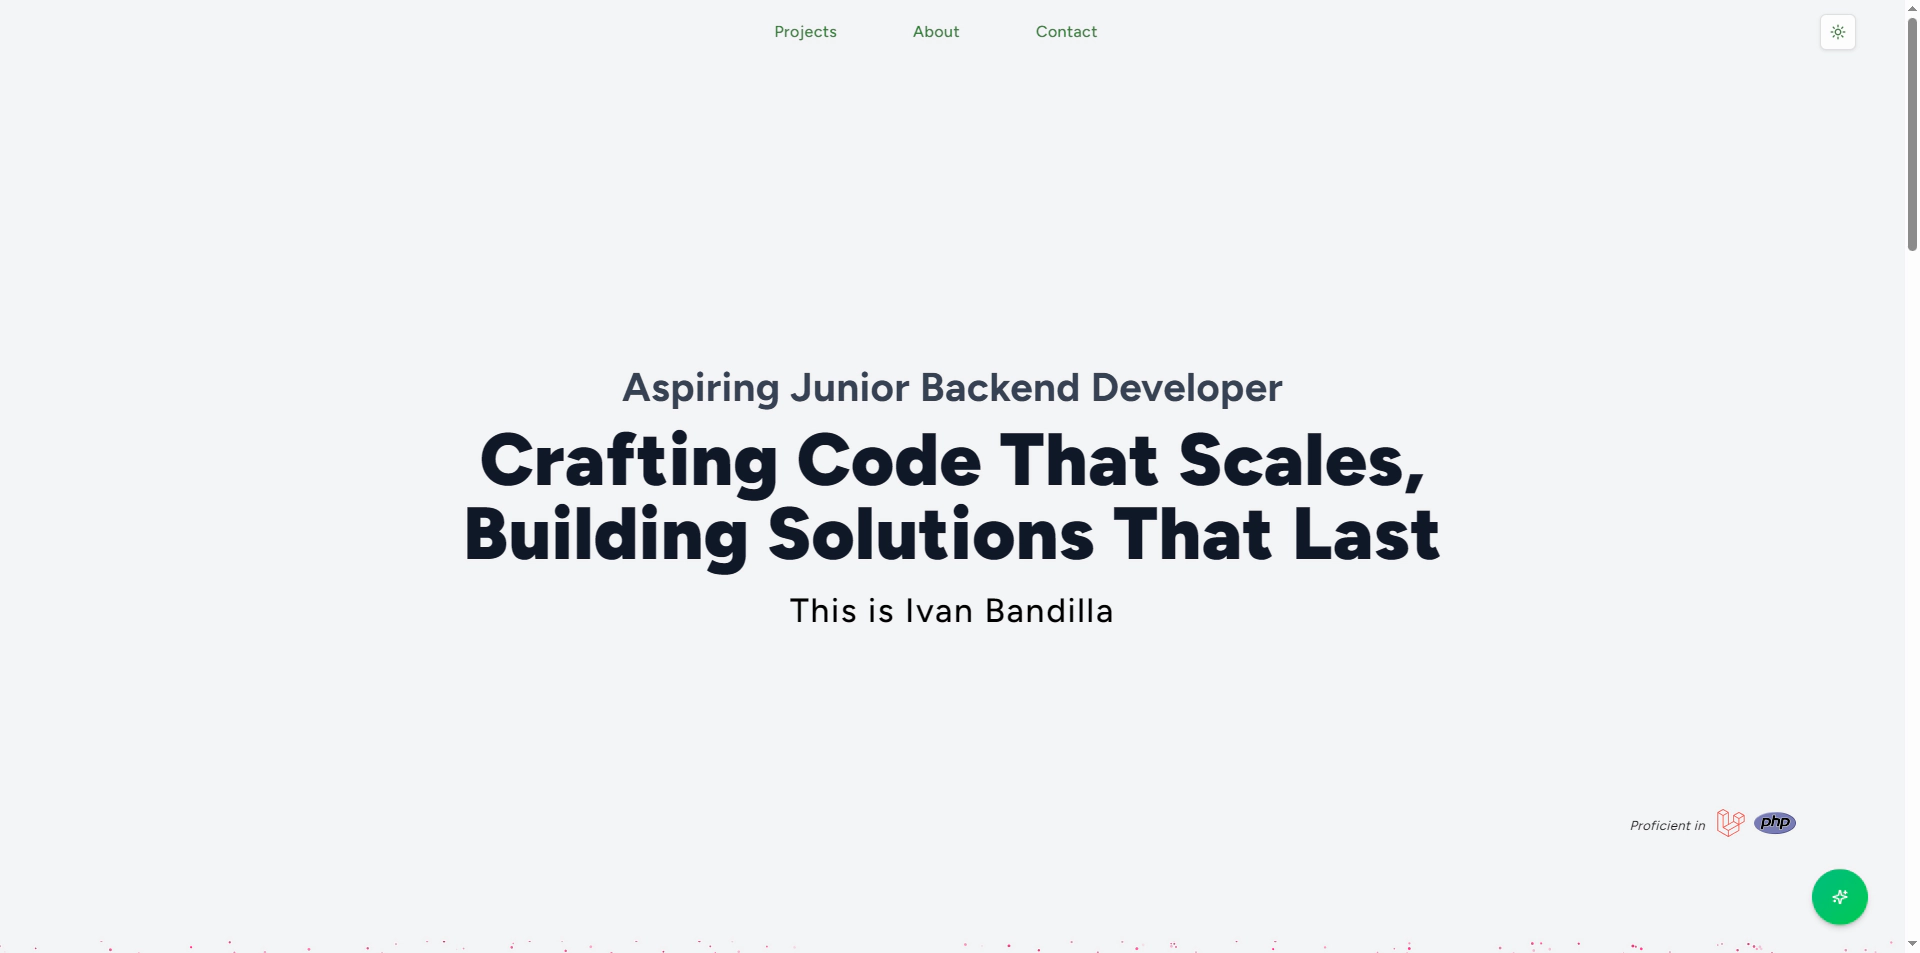 Projects
About
Contact
Aspiring Junior Backend Developer
Crafting Code That Scales,
Building Solutions That Last
This is Ivan Bandilla
Proficient in
php